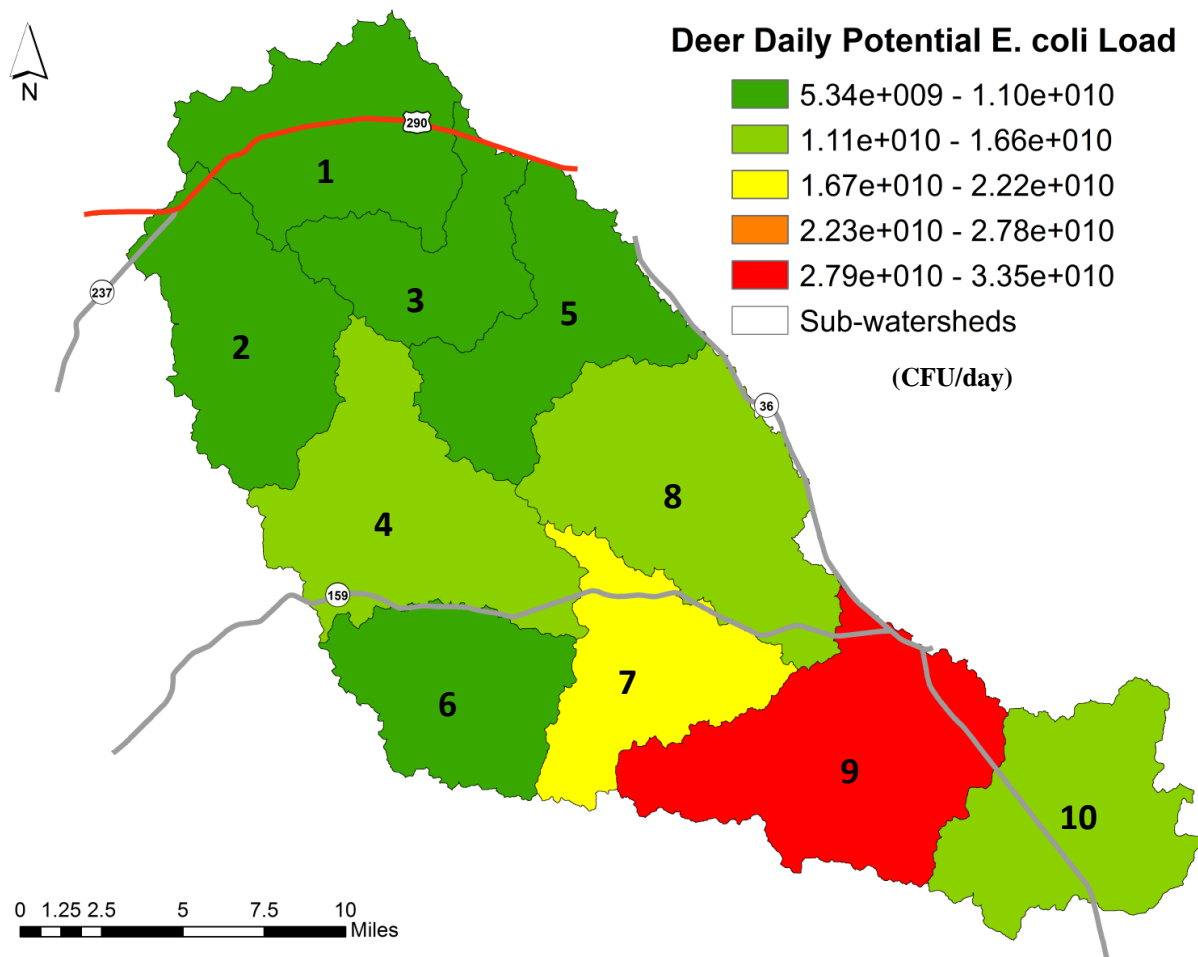 Deer Daily Potential E. coli Load
5.34e+009 - 1.10e+010
1.11e+010 - 1.66e+010
1.67e+010 - 2.22e+010
2.23e+010 - 2.78e+010
2.79e+010 - 3.35e+010
Sub-watersheds
(CFU/day)
N
290
1
237
2
3
5
36
4
8
159
6
7
9
10
0 1.25 2.5 5 7.5 10
Miles